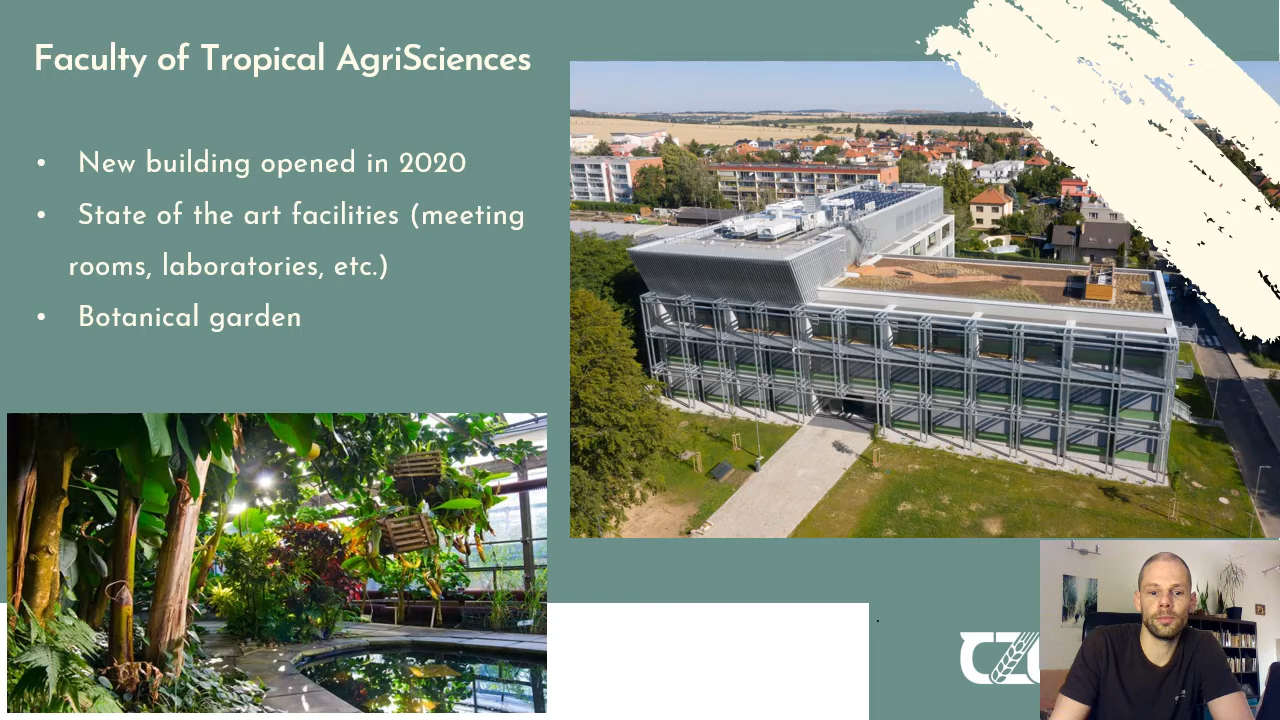 Faculty of Tropical AgriSciences
• New building opened in 2020
• State of the art facilities (meeting
rooms, laboratories, etc.)
• Botanical garden
CZ